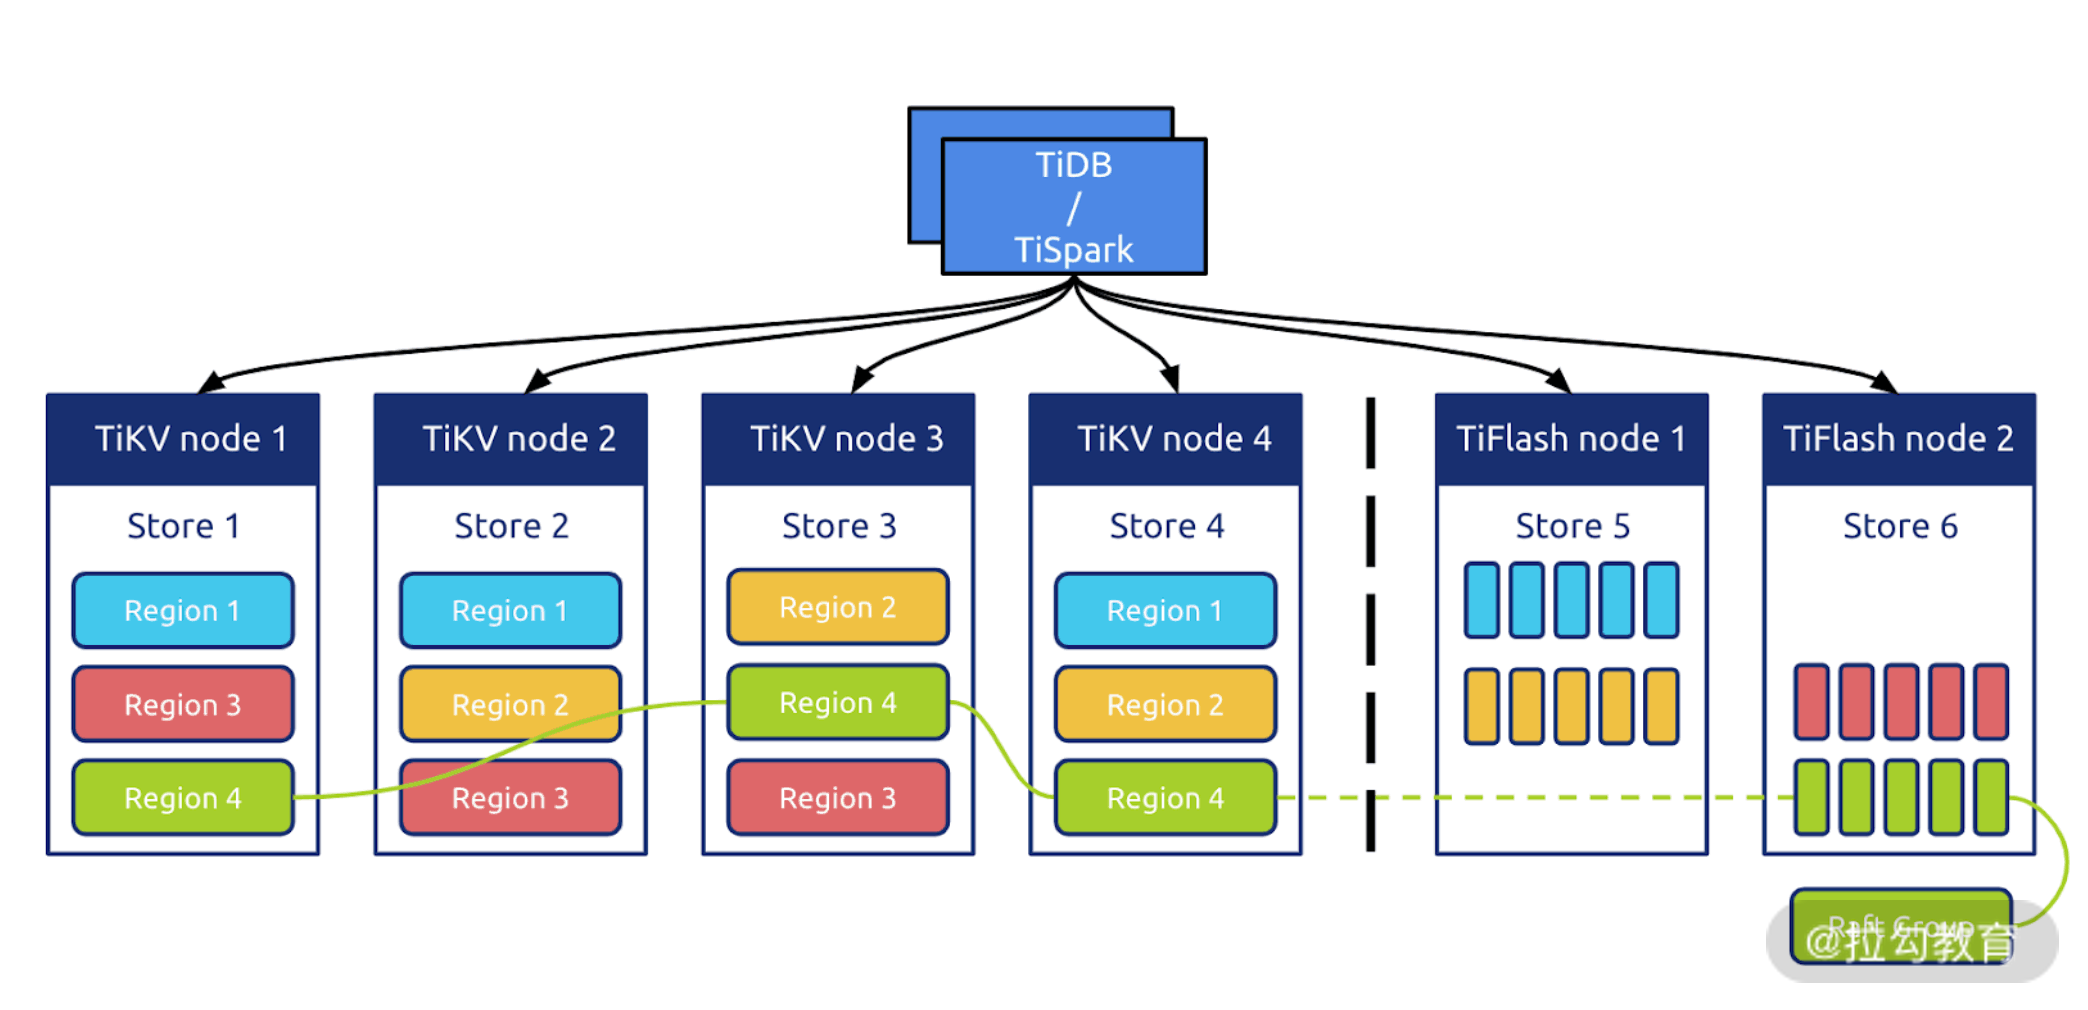 TiDB
/
TiSpark
TiKV node 1
TiKV node 2
TiKV node 3
TiKV node 4
TiFlash node 1
TiFlash node 2
Store 1
Store 2
Store 3
Store 4
Store 5
Store 6
Region 1
Region 1
Region 2
Region 1
Region 3
Region 2
Region 4
Region 2
Region 4
Region 3
Region 3
Region 4
Raft Group
@拉勾教育